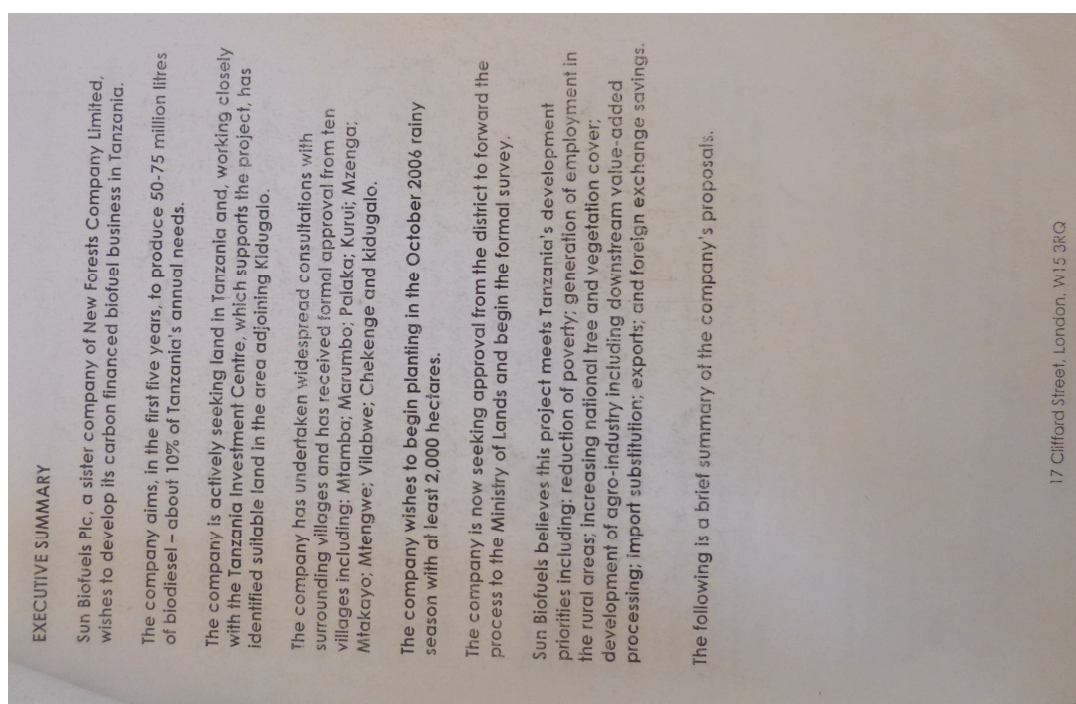 EXECUTIVE SUMMARY
Sun Biofuels Plc, a sister company of New Forests Company Limited,
wishes to develop its carbon financed biofuel business in Tanzania.
The company aims, in the first five years, to produce 50-75 million litres
of biodiesel – about 10% of Tanzania's annual needs.
The company is actively seeking land in Tanzania and, working closely
with the Tanzania Investment Centre, which supports the project, has
identified suitable land in the area adjoining Kidugalo.
The company has undertaken widespread consultations with
surrounding villages and has received formal approval from ten
villages including: Mtamba; Marumbo; Palaka; Kurui; Mzenga;
Mtakayo; Mtengwe; Vilabwe; Chekenge and kidugalo.
The company wishes to begin planting in the October 2006 rainy
season with at least 2,000 hectares.
The company is now seeking approval from the district to forward the
process to the Ministry of Lands and begin the formal survey.
Sun Biofuels believes this project meets Tanzania's development
priorities including: reduction of poverty; generation of employment in
the rural areas; increasing national tree and vegetation cover;
development of agro-industry including downstream value-added
processing; import substitution; exports; and foreign exchange savings.
The following is a brief summary of the company's proposals.
17 Clifford Street, London, W1S 3RQ